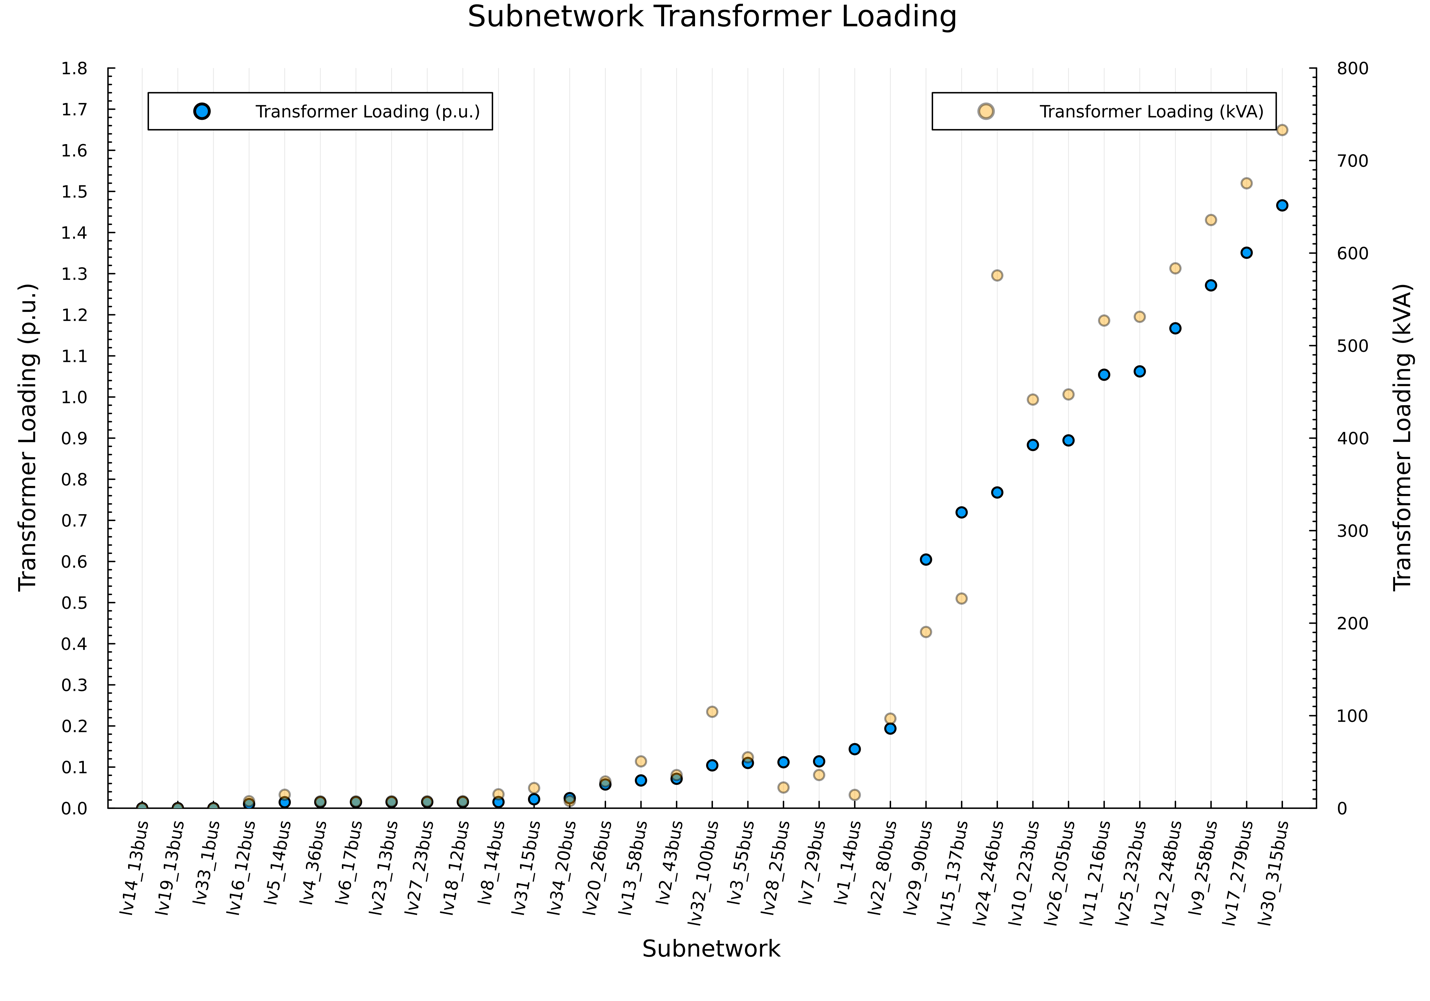 Subnetwork Transformer Loading
Transformer Loading (p.u.)
Transformer Loading (kVA)
Transformer Loading (p.u.)
1.8
1.7
1.6
1.5
1.4
1.3
1.2
1.1
1.0
0.9
0.8
0.7
0.6
0.5
0.4
0.3
0.2
0.1
0.0
800
700
600
500
400
300
200
100
0
Transformer Loading (kVA)
lv14_13bus
lv19_13bus
lv33_1bus
lv16_12bus
lv5_14bus
lv4_36bus
lv6_17bus
lv23_13bus
lv27_23bus
lv18_12bus
lv8_14bus
lv31_15bus
lv34_20bus
lv20_26bus
lv13_58bus
lv2_43bus
lv32_100bus
lv3_55bus
lv28_25bus
lv7_29bus
lv1_14bus
lv22_80bus
lv29_90bus
lv15_137bus
lv24_246bus
lv10_223bus
lv26_205bus
lv11_216bus
lv25_232bus
lv12_248bus
lv9_258bus
lv17_279bus
lv30_315bus
Subnetwork